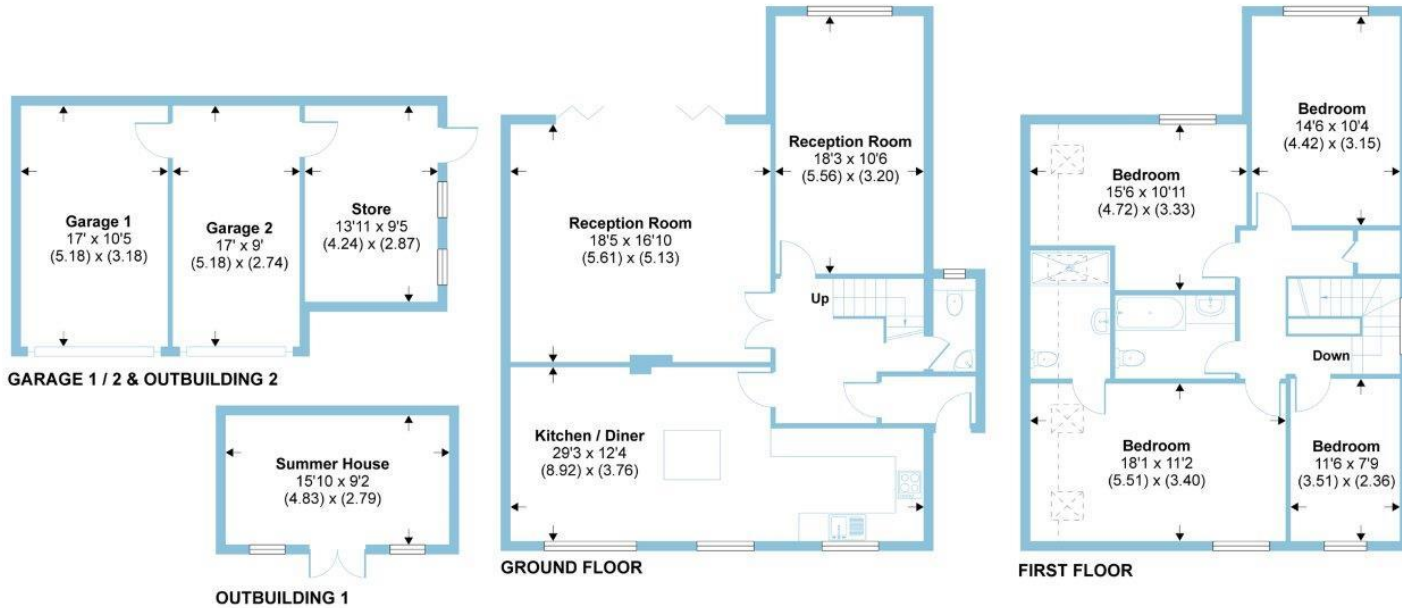 Garage 1
17' x 10'5
(5.18) x (3.18)
Garage 2
17' x 9'
(5.18) x (2.74)
Store
13'11 x 9'5
(4.24) x (2.87)
GARAGE 1 / 2 & OUTBUILDING 2
Summer House
15'10 x 9'2
(4.83) x (2.79)
OUTBUILDING 1
Reception Room
18'3 x 10'6
(5.56) x (3.20)
Reception Room
18'5 x 16'10
(5.61) x (5.13)
Up
Kitchen / Diner
29'3 x 12'4
(8.92) x (3.76)
GROUND FLOOR
Bedroom
14'6 x 10'4
(4.42) x (3.15)
Bedroom
15'6 x 10'11
(4.72) x (3.33)
Down
Bedroom
18'1 x 11'2
(5.51) x (3.40)
Bedroom
11'6 x 7'9
(3.51) x (2.36)
FIRST FLOOR